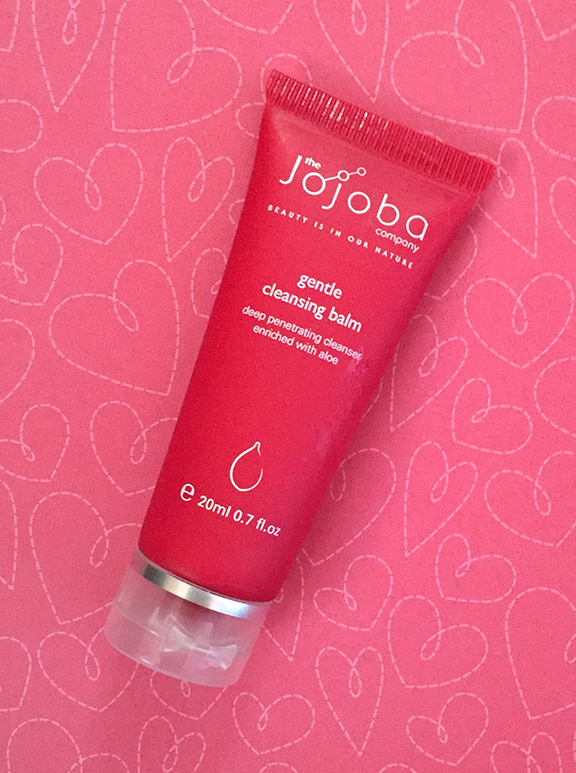 the
Jojoba
company
BEAUTY IS IN OUR NATURE
gentle
cleansing balm
deep penetrating cleanser
enriched with aloe
e 20ml 0.7 fl.oz